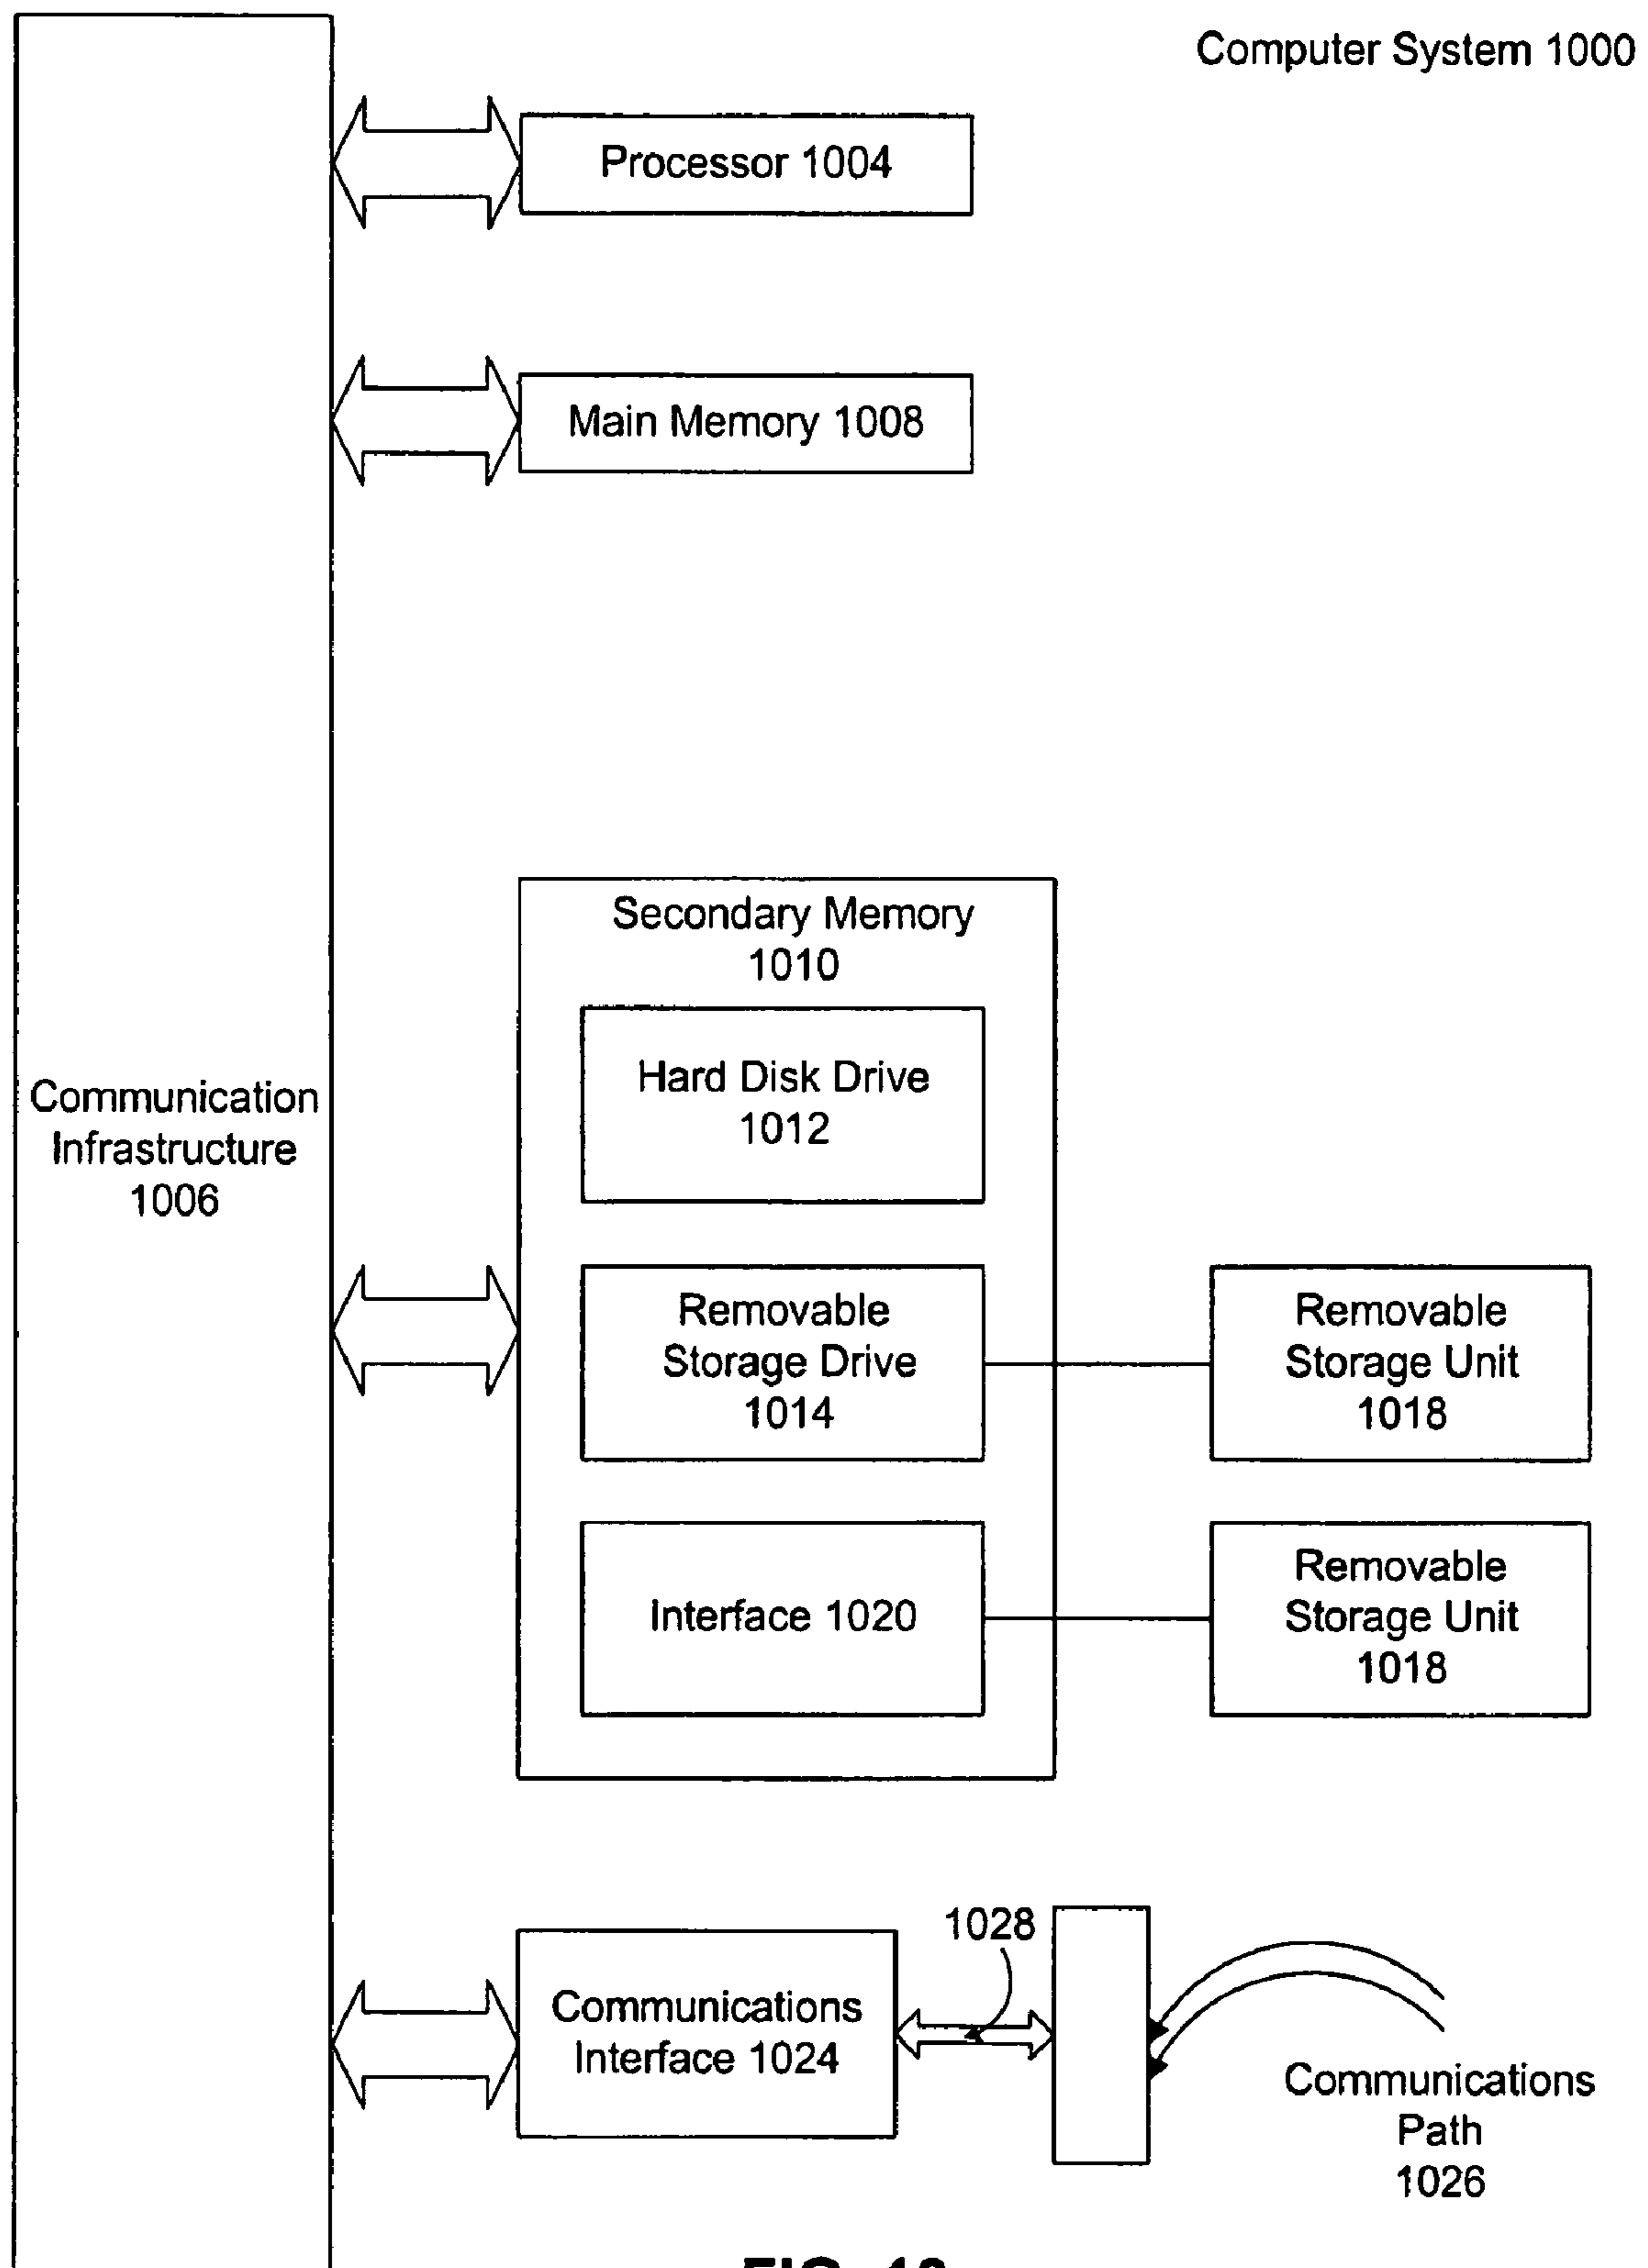 Computer System 1000
Processor 1004
Main Memory 1008
Secondary Memory
1010
Hard Disk Drive
1012
Communication
Infrastructure
1006
Removable
Storage Drive
1014
Removable
Storage Unit
1018
Interface 1020
Removable
Storage Unit
1018
1028
Communications
Interface 1024
Communications
Path
1026